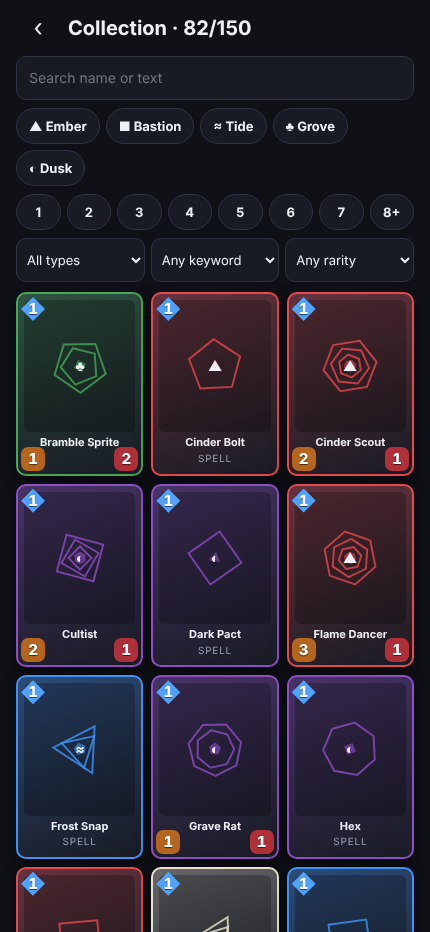 ‹ Collection · 82/150
Search name or text
▲ Ember ■ Bastion ≈ Tide ♣ Grove
◖ Dusk
1 2 3 4 5 6 7 8+
All types Any keyword Any rarity
1 1 1
Bramble Sprite Cinder Bolt Cinder Scout
1 2 SPELL 2 1
1 1 1
Cultist Dark Pact Flame Dancer
2 1 SPELL 3 1
1 1 1
Frost Snap Grave Rat Hex
SPELL 1 1 SPELL
1 1 1